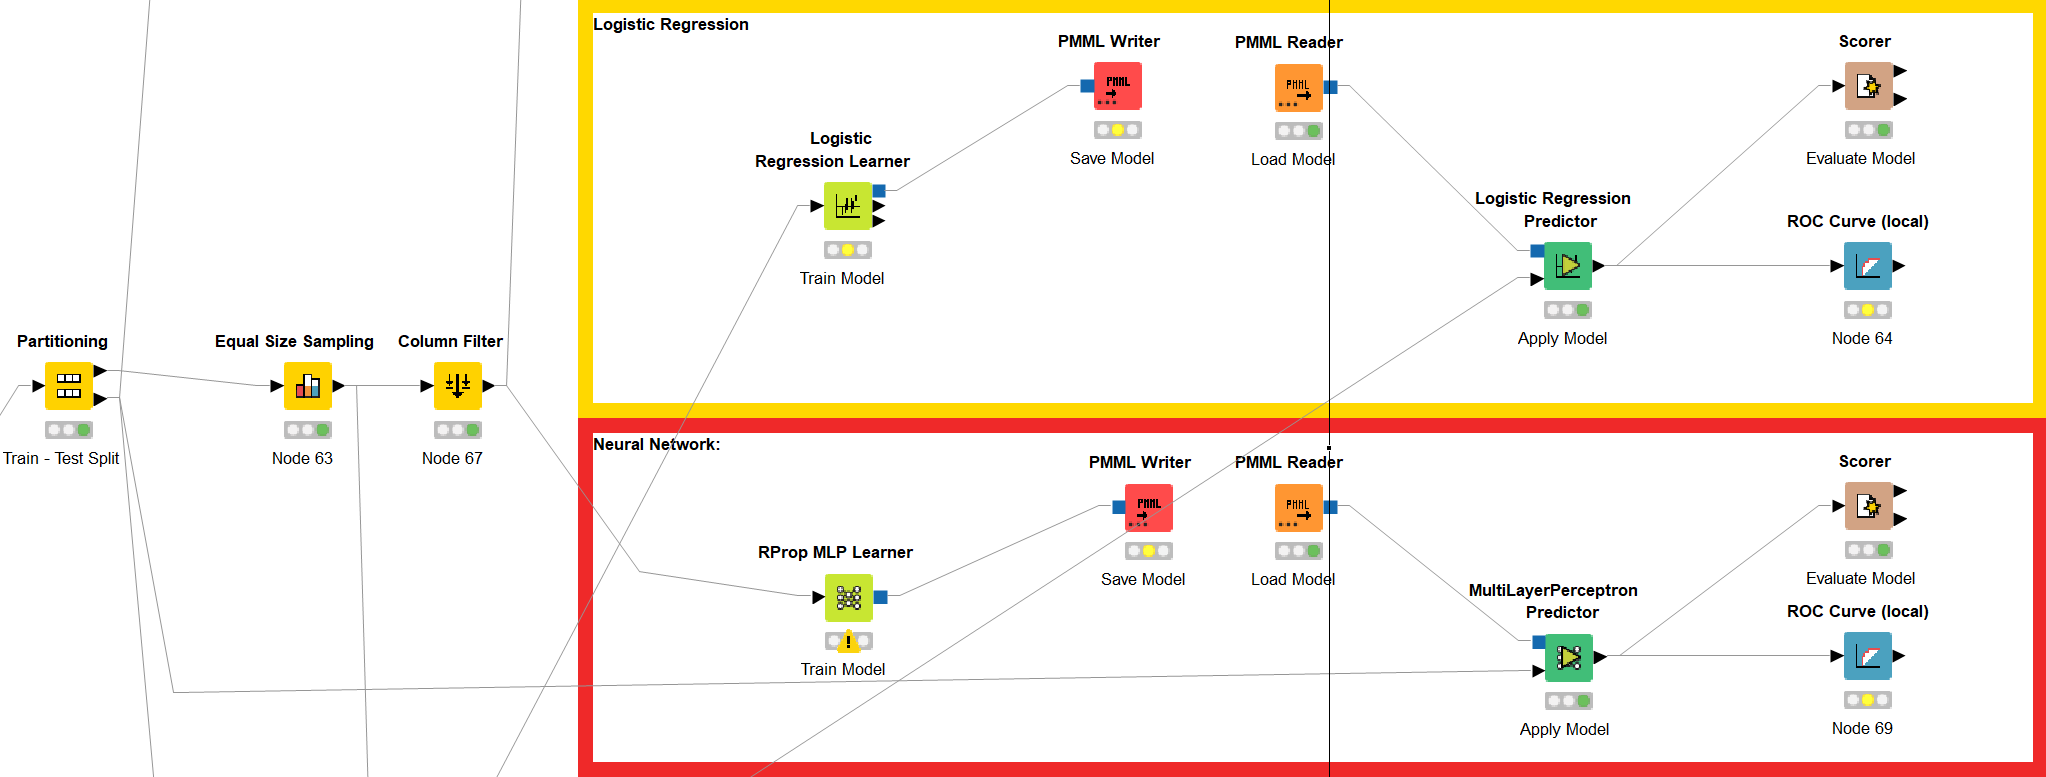 Logistic Regression
PMML Writer
PMML
Save Model
PMML Reader
PMML
Load Model
Scorer
Evaluate Model
Logistic
Regression Learner
Train Model
Logistic Regression
Predictor
Apply Model
ROC Curve (local)
Node 64
Partitioning
Train - Test Split
Equal Size Sampling
Node 63
Column Filter
Node 67
Neural Network:
PMML Writer
PMML
Save Model
PMML Reader
PMML
Load Model
Scorer
Evaluate Model
RProp MLP Learner
Train Model
MultiLayerPerceptron
Predictor
Apply Model
ROC Curve (local)
Node 69